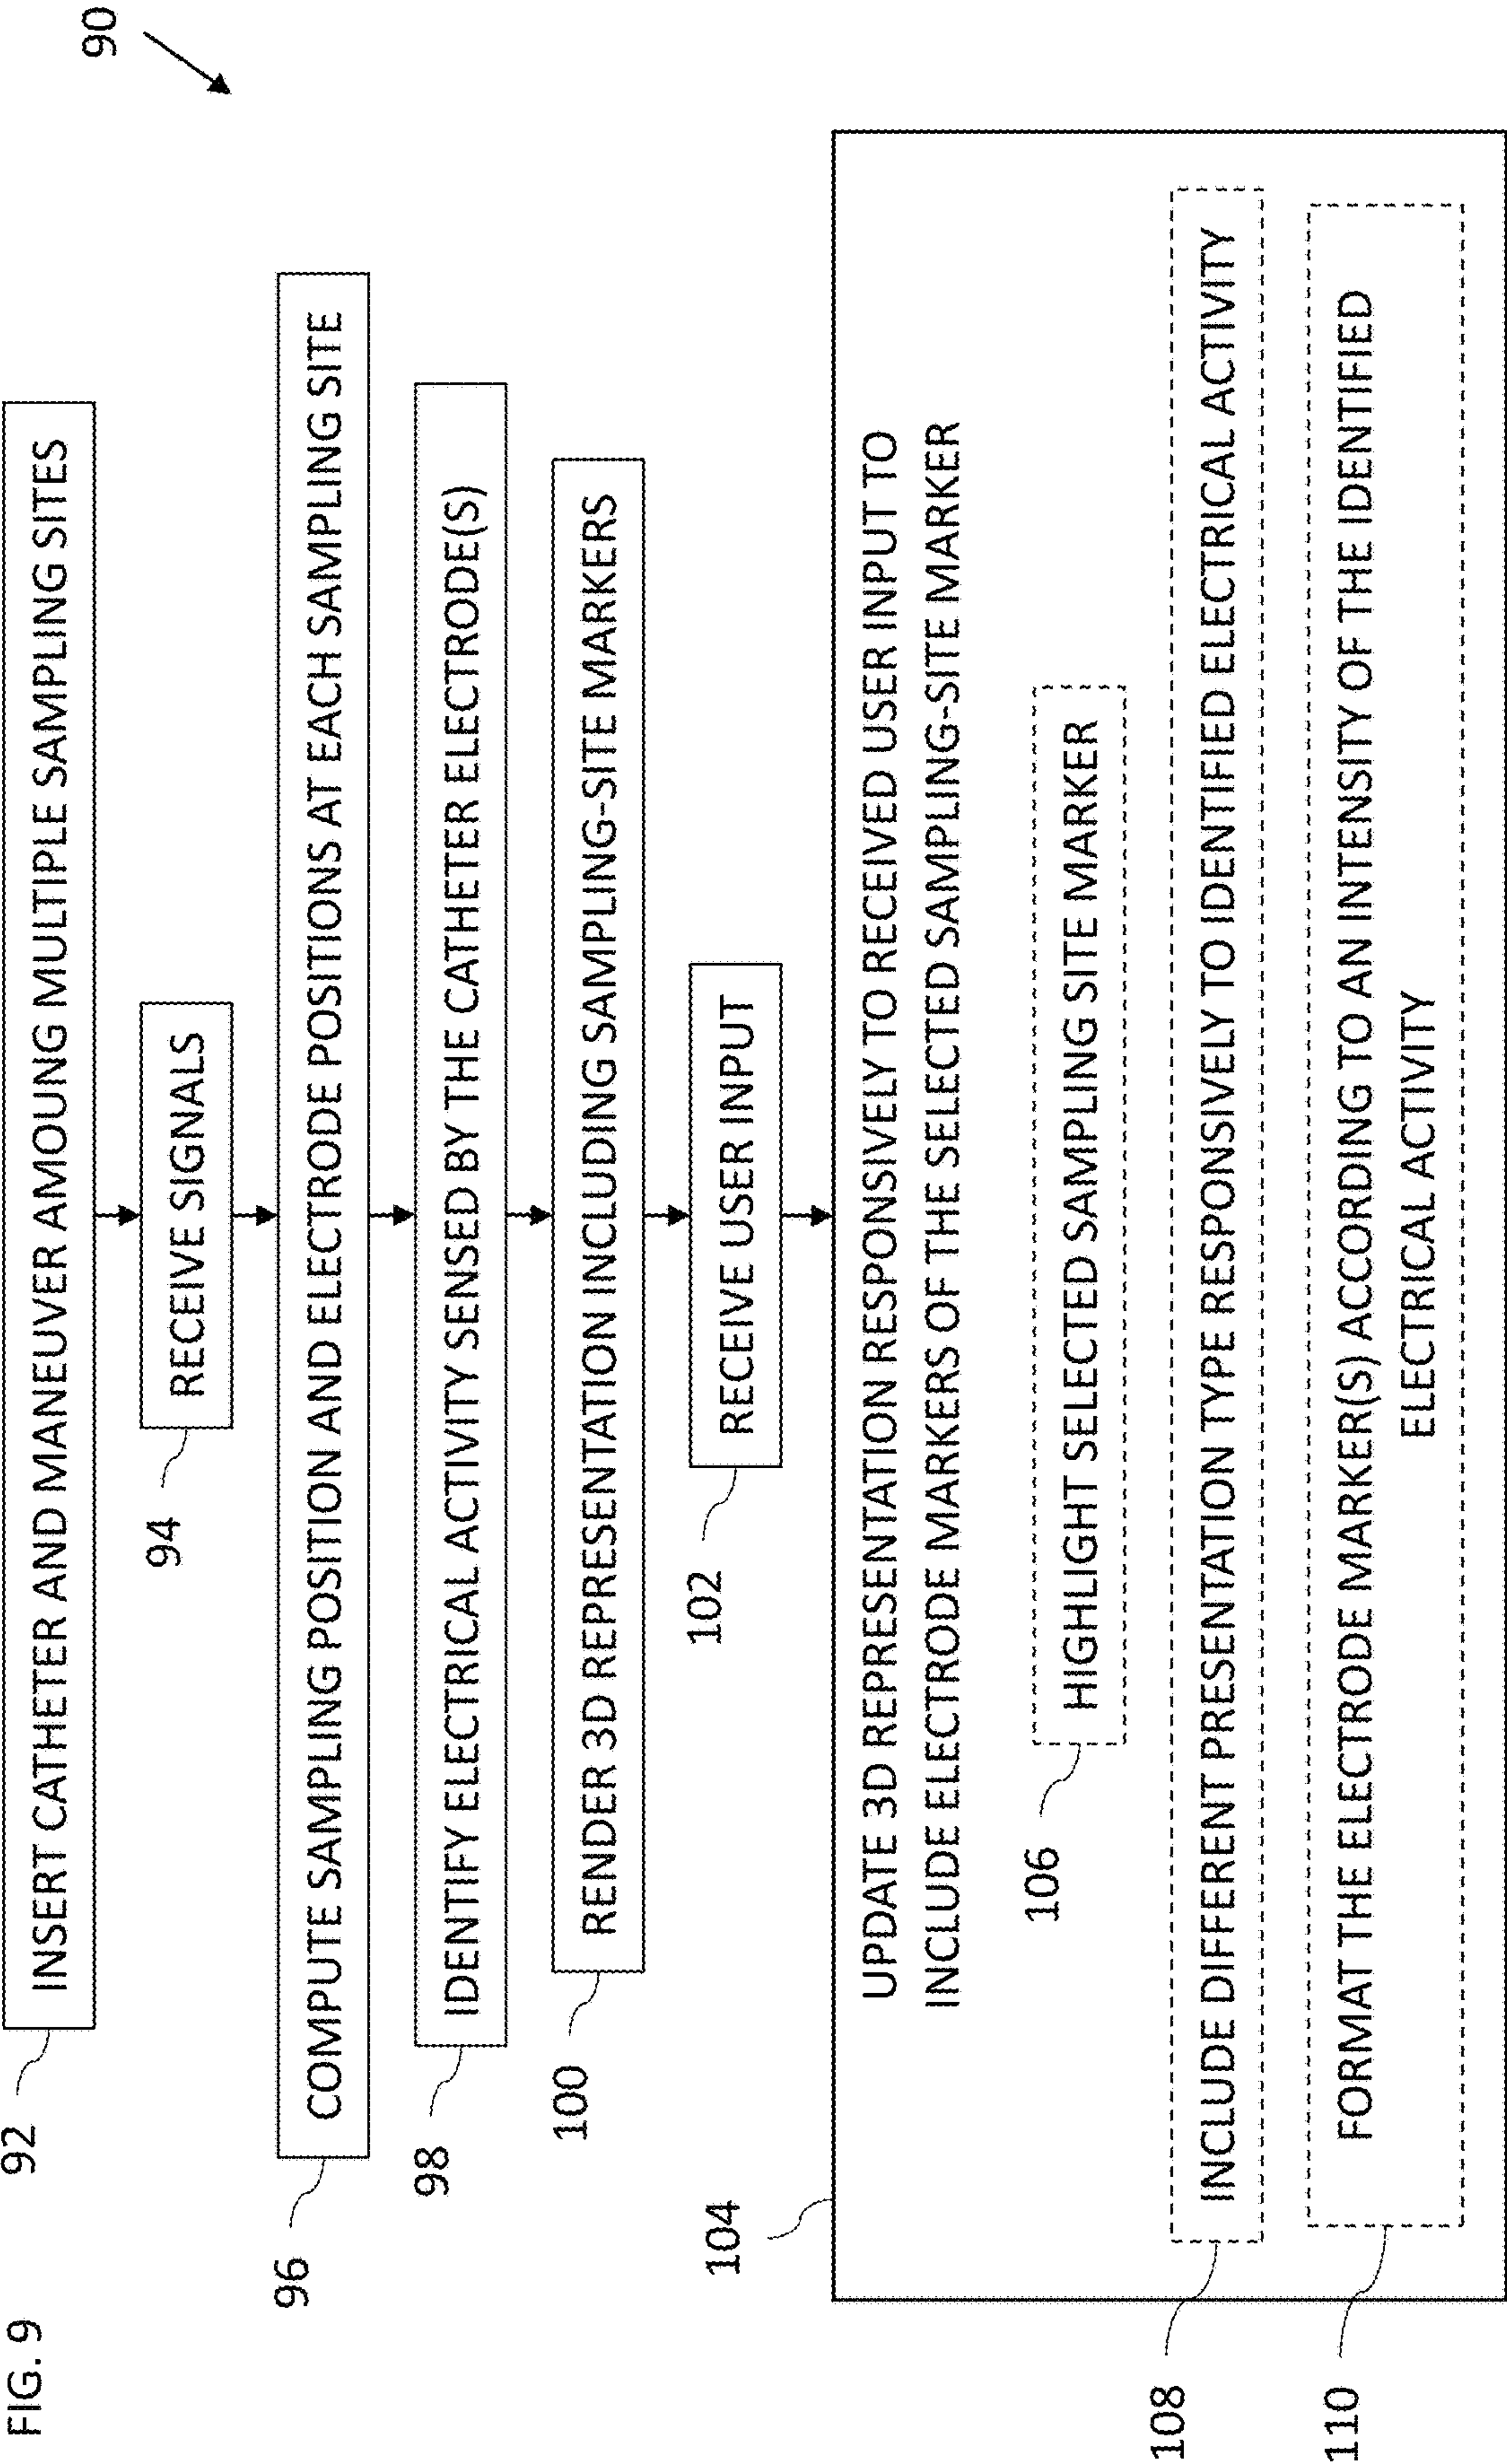 FIG. 9
90
92
INSERT CATHETER AND MANEUVER AMOUNG MULTIPLE SAMPLING SITES
94
RECEIVE SIGNALS
96
COMPUTE SAMPLING POSITION AND ELECTRODE POSITIONS AT EACH SAMPLING SITE
98
IDENTIFY ELECTRICAL ACTIVITY SENSED BY THE CATHETER ELECTRODE(S)
100
RENDER 3D REPRESENTATION INCLUDING SAMPLING-SITE MARKERS
102
RECEIVE USER INPUT
104
UPDATE 3D REPRESENTATION RESPONSIVELY TO RECEIVED USER INPUT TO
INCLUDE ELECTRODE MARKERS OF THE SELECTED SAMPLING-SITE MARKER
106
HIGHLIGHT SELECTED SAMPLING SITE MARKER
108
INCLUDE DIFFERENT PRESENTATION TYPE RESPONSIVELY TO IDENTIFIED ELECTRICAL ACTIVITY
110
FORMAT THE ELECTRODE MARKER(S) ACCORDING TO AN INTENSITY OF THE IDENTIFIED
ELECTRICAL ACTIVITY